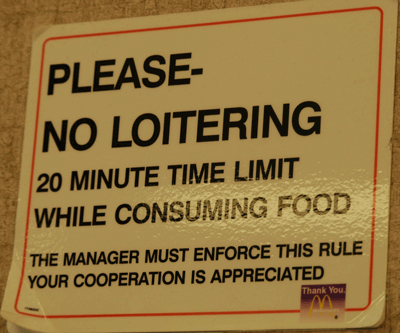 PLEASE-
NO LOITERING
20 MINUTE TIME LIMIT
WHILE CONSUMING FOOD
THE MANAGER MUST ENFORCE THIS RULE
YOUR COOPERATION IS APPRECIATED
Thank You.